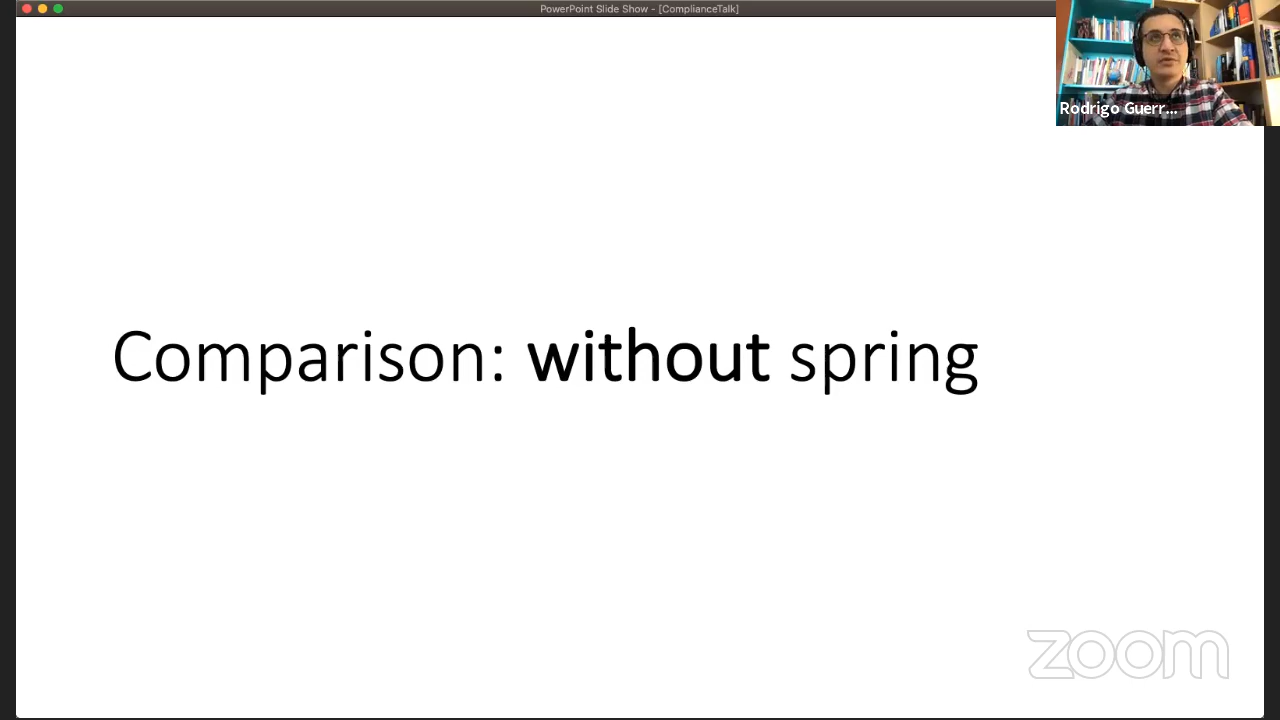 PowerPoint Slide Show - [ComplianceTalk]
Rodrigo Guerr...
Comparison: without spring
zoom